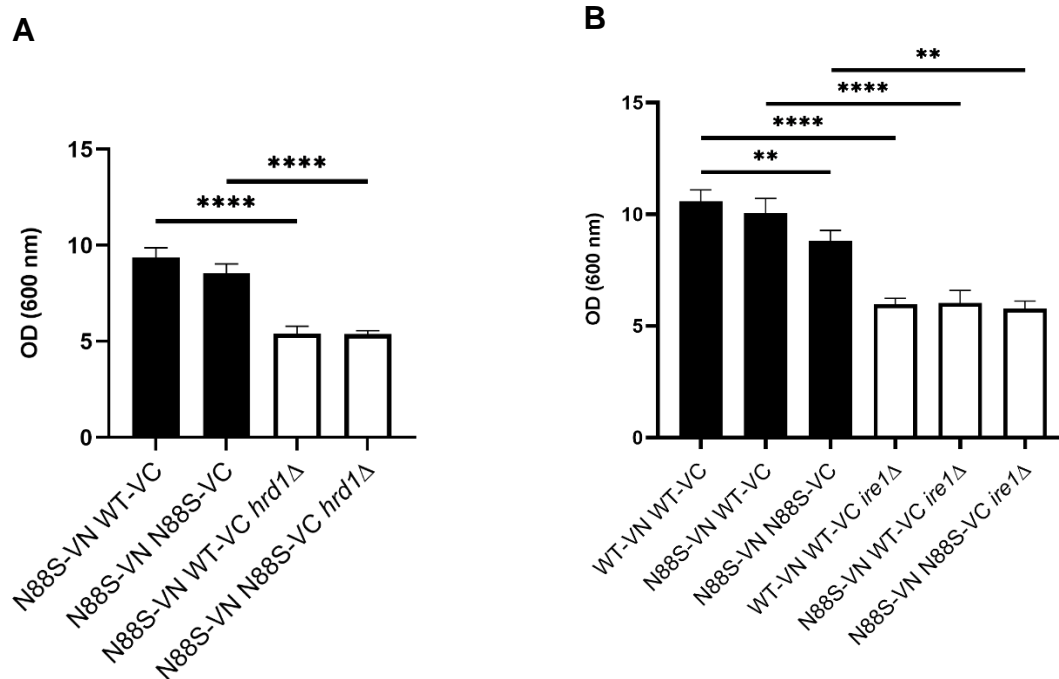 A
****
****
15
10
5
0
OD (600 nm)
N88S-VN WT-VC
N88S-VN N88S-VC
N88S-VN WT-VC hrd1Δ
N88S-VN N88S-VC hrd1Δ
B
**
****
****
**
15
10
5
0
OD (600 nm)
WT-VN WT-VC
N88S-VN WT-VC
N88S-VN N88S-VC
WT-VN WT-VC ire1Δ
N88S-VN WT-VC ire1Δ
N88S-VN N88S-VC ire1Δ